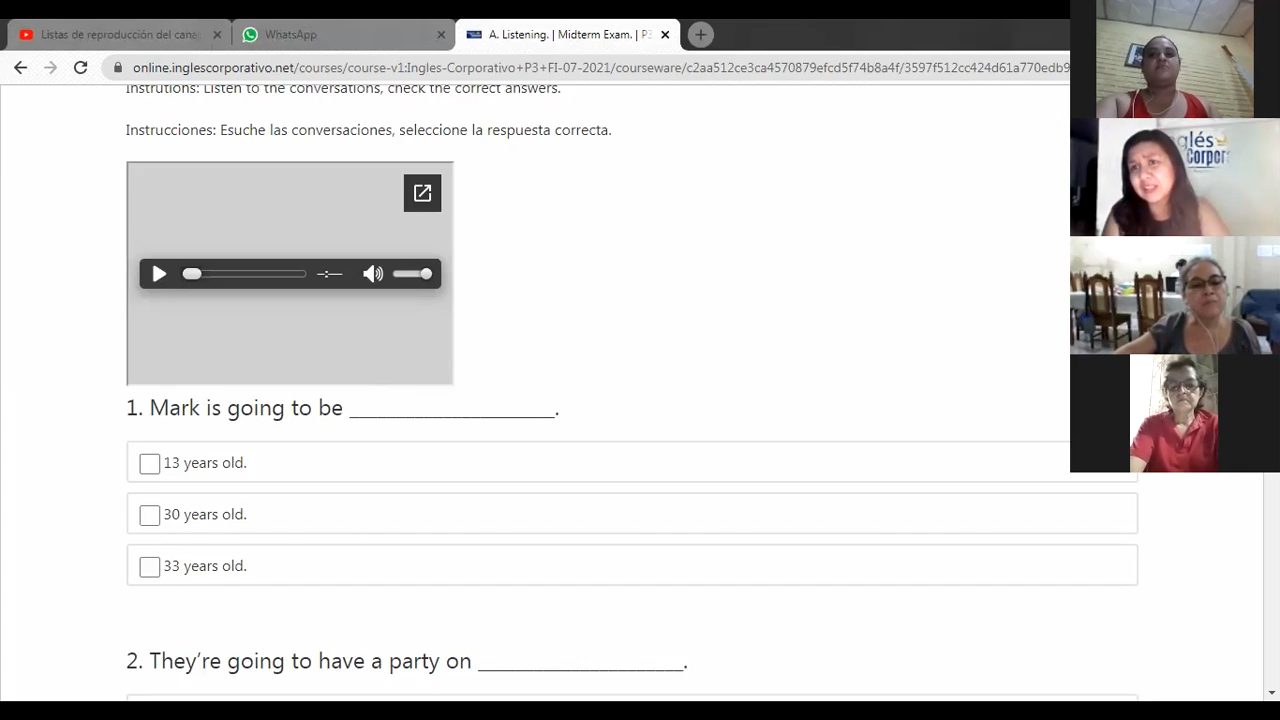 Listas de reproducción del cana
WhatsApp
A. Listening. | Midterm Exam. | P3
online.inglescorporativo.net/courses/course-v1:Ingles-Corporativo+P3+FI-07-2021/courseware/c2aa512ce3ca4570879efcd5f74b8a4f/3597f512cc424d61a770edb9
Instrutions: Listen to the conversations, check the correct answers.
Instrucciones: Esuche las conversaciones, seleccione la respuesta correcta.
-:--
1. Mark is going to be ____________________.
13 years old.
30 years old.
33 years old.
2. They’re going to have a party on ____________________.
glés
Corpor